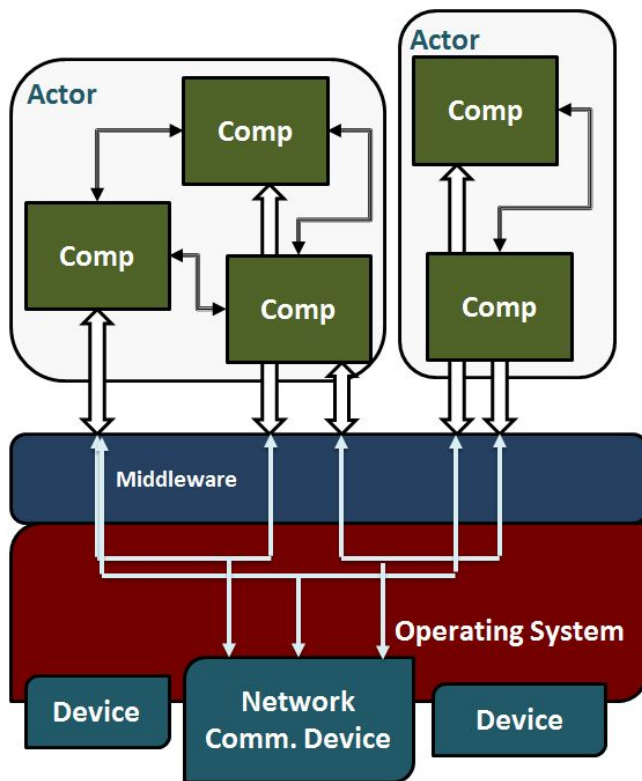 Actor
Actor
Comp
Comp
Comp
Comp
Comp
Middleware
Operating System
Device
Network
Comm. Device
Device